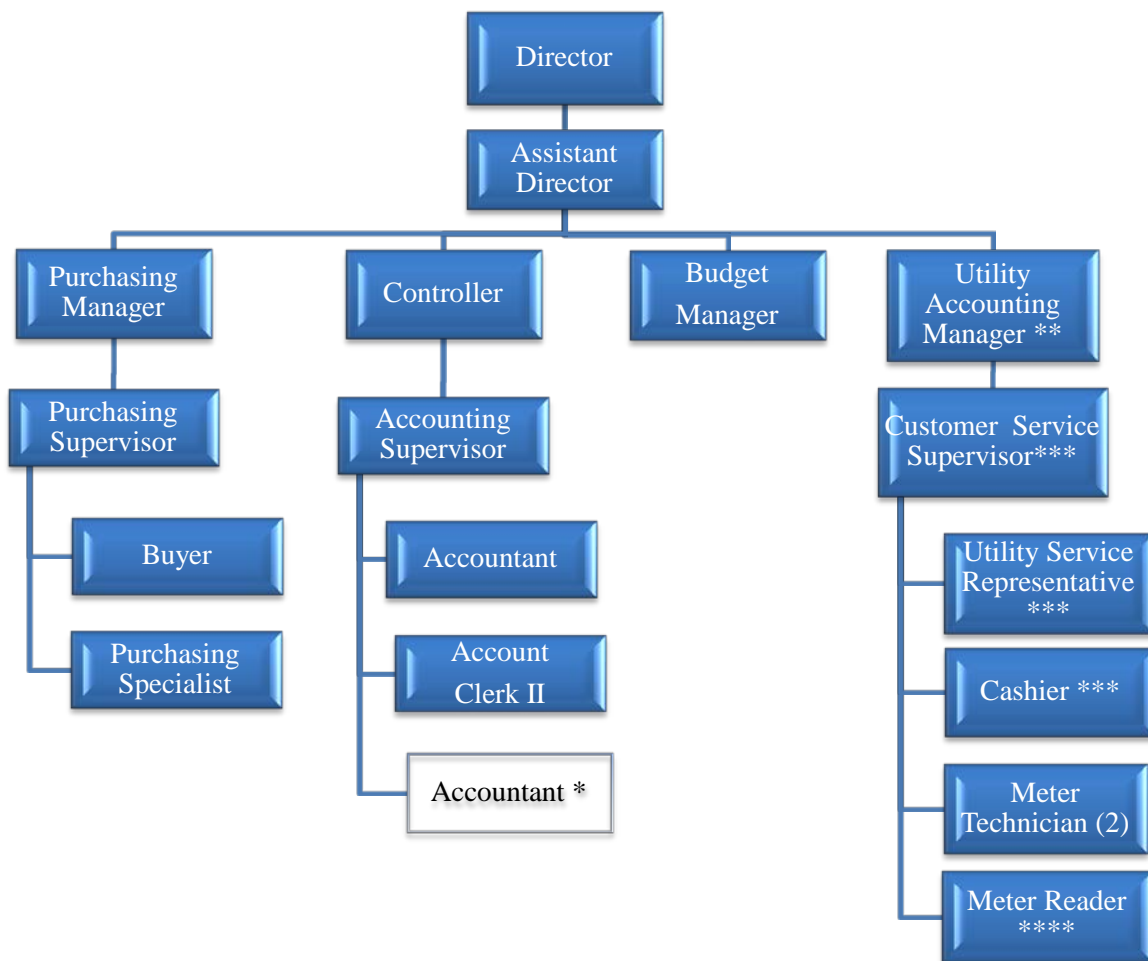 Director
Assistant
Director
Purchasing
Manager
Controller
Budget
Manager
Utility
Accounting
Manager **
Purchasing
Supervisor
Accounting
Supervisor
Customer Service
Supervisor***
Buyer
Purchasing
Specialist
Accountant
Account
Clerk II
Accountant *
Utility Service
Representative
***
Cashier ***
Meter
Technician (2)
Meter Reader
****